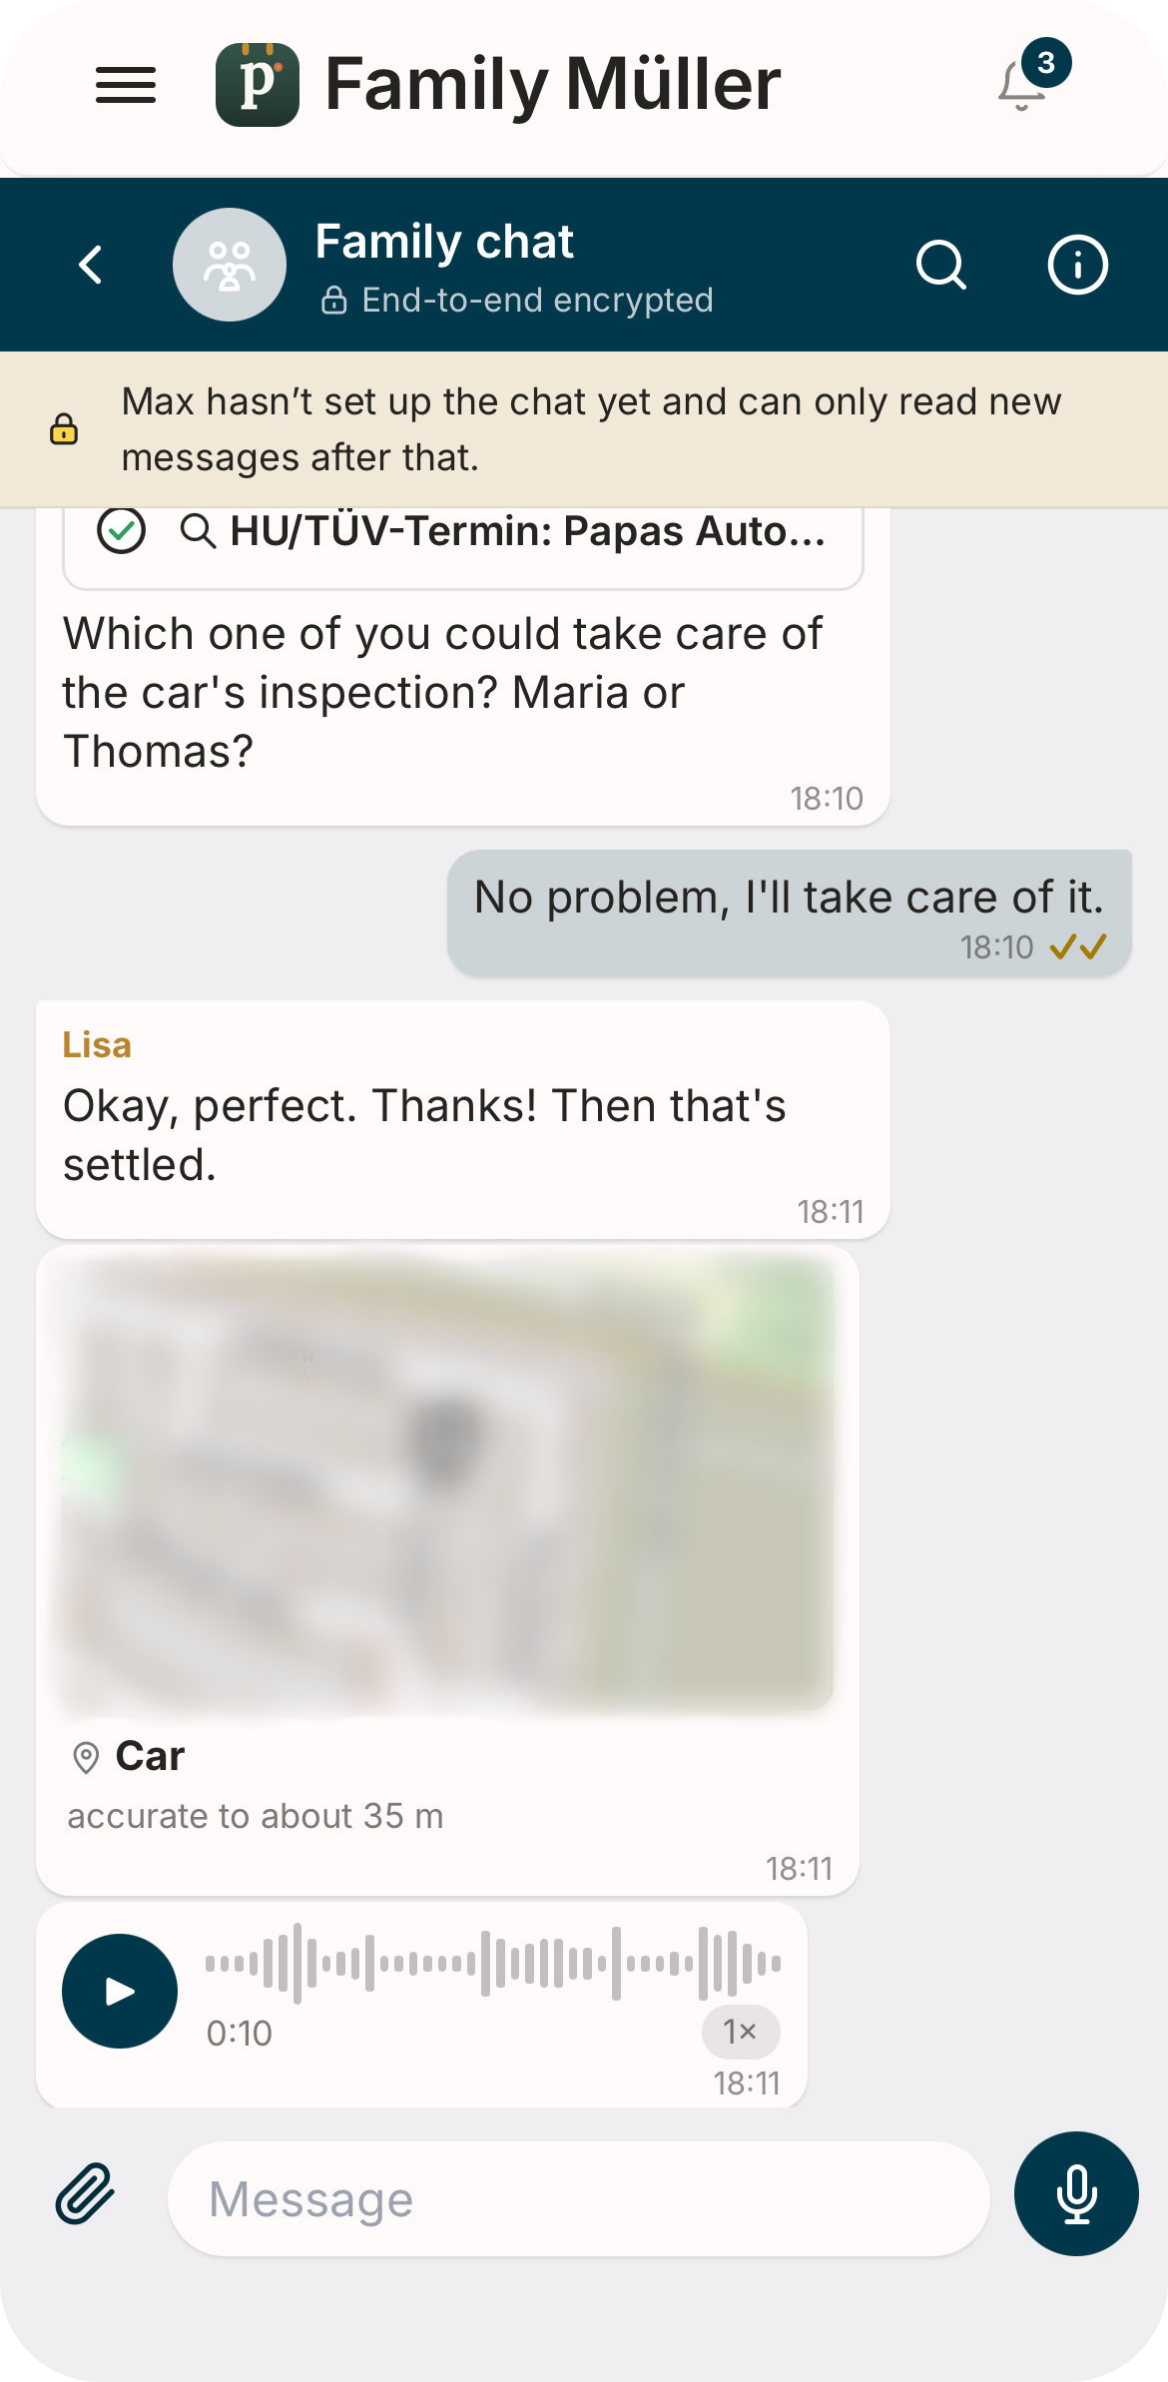 p
Family Müller
3
Family chat
End-to-end encrypted
Max hasn’t set up the chat yet and can only read new
messages after that.
HU/TÜV-Termin: Papas Auto...
Which one of you could take care of
the car's inspection? Maria or
Thomas?
18:10
No problem, I'll take care of it.
18:10
Lisa
Okay, perfect. Thanks! Then that's
settled.
18:11
Car
accurate to about 35 m
18:11
0:10
1×
18:11
Message